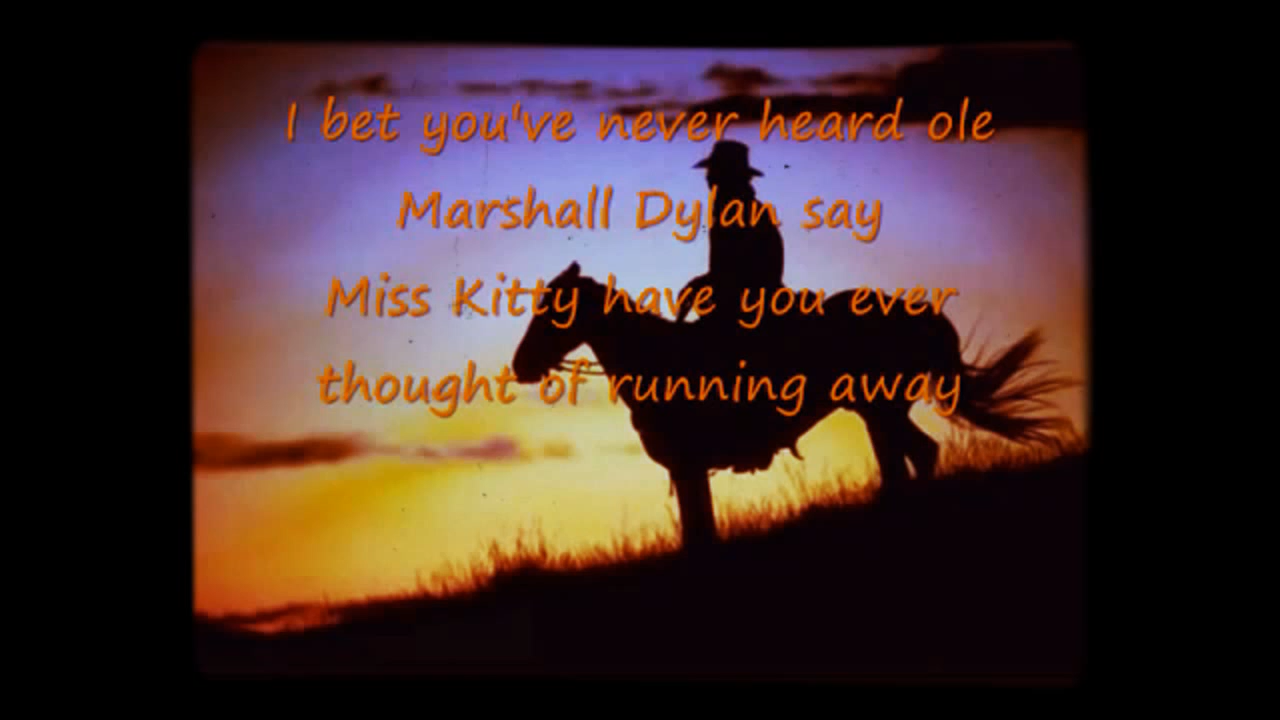 I bet you've never heard ole
Marshall Dylan say
Miss Kitty have you ever
thought of running away